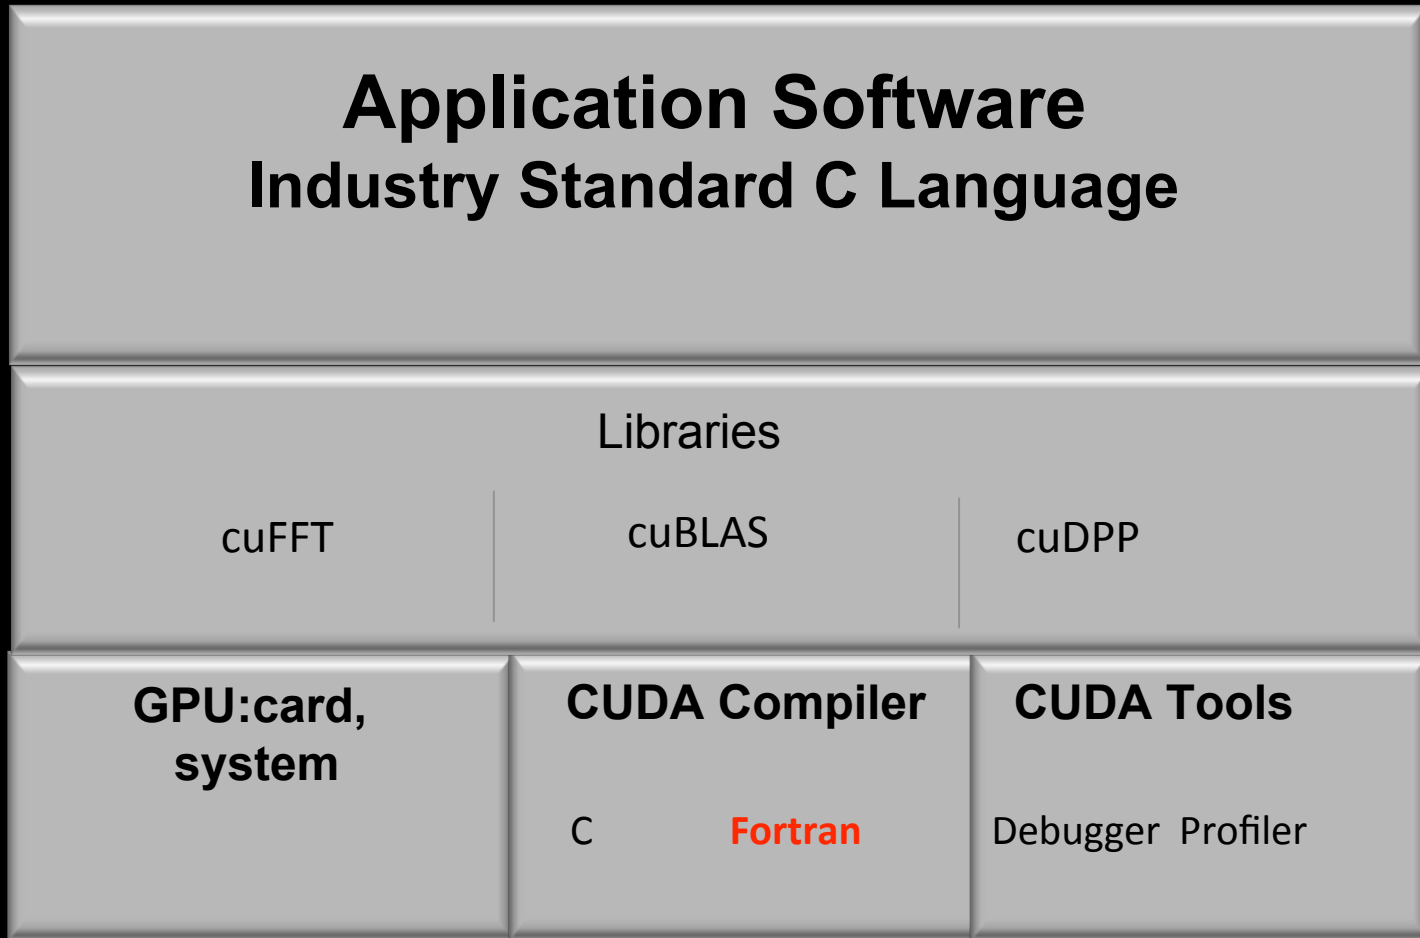 Application Software
Industry Standard C Language
Libraries
cuFFT
cuBLAS
cuDPP
GPU:card,
system
CUDA Compiler
C Fortran
CUDA Tools
Debugger Profiler